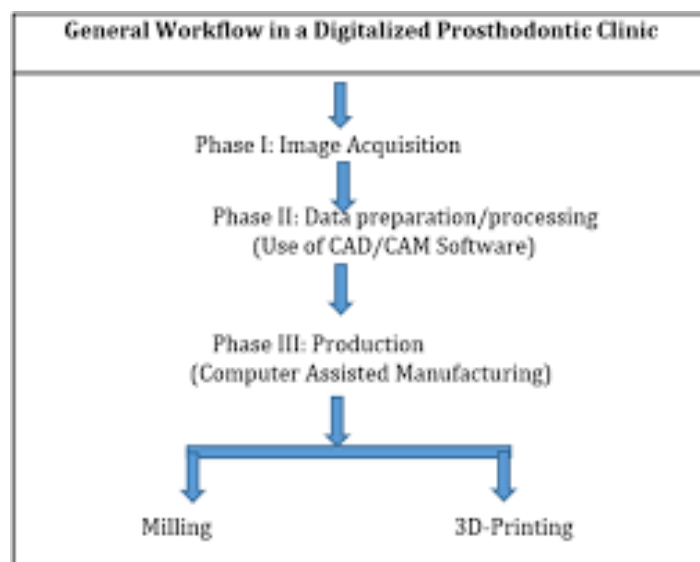 General Workflow in a Digitalized Prosthodontic Clinic
Phase I: Image Acquisition
Phase II: Data preparation/processing
(Use of CAD/CAM Software)
Phase III: Production
(Computer Assisted Manufacturing)
Milling
3D-Printing